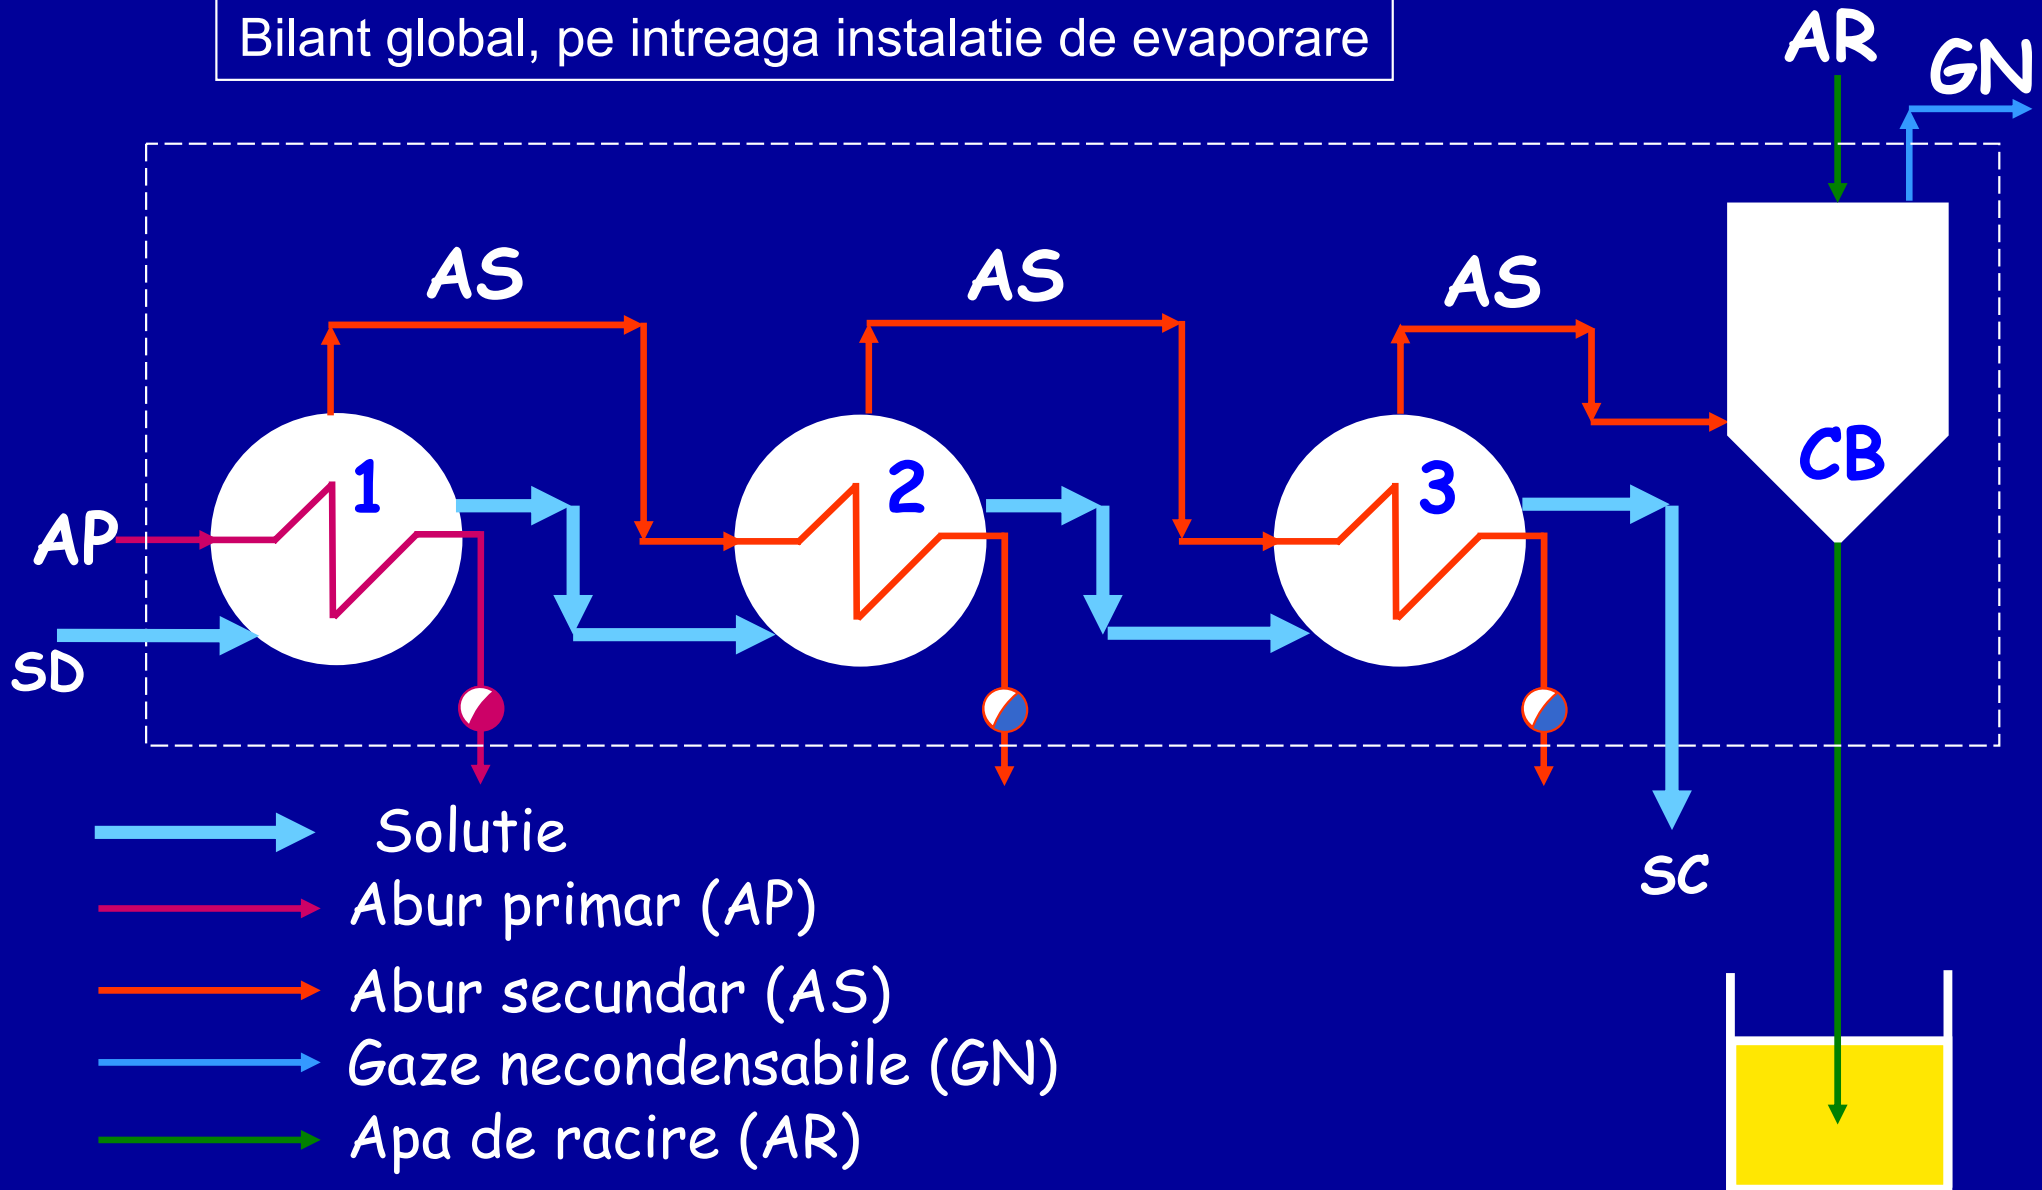 Bilant global, pe intreaga instalatie de evaporare
AR
GN
AS
AS
AS
1
2
3
CB
AP
SD
SC
Solutie
Abur primar (AP)
Abur secundar (AS)
Gaze necondensabile (GN)
Apa de racire (AR)